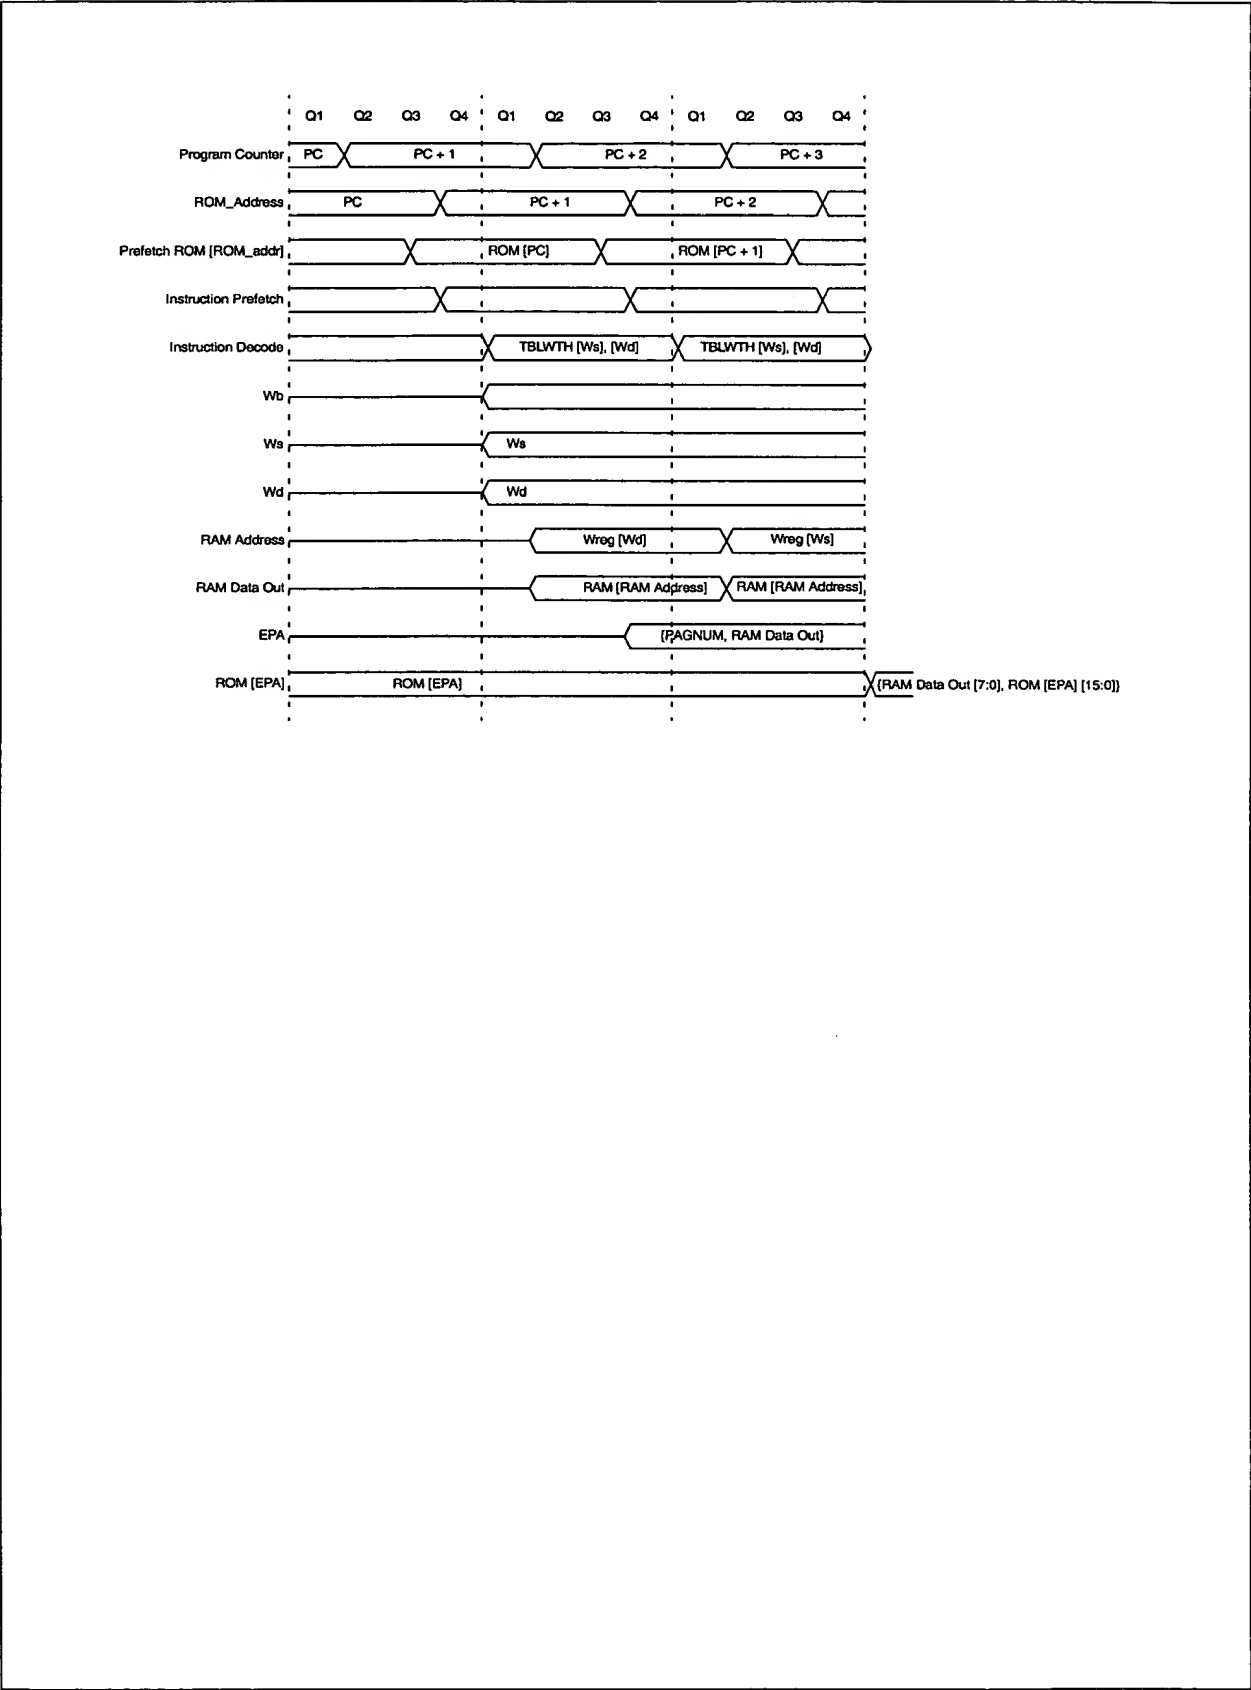 Q1 Q2 Q3 Q4 Q1 Q2 Q3 Q4 Q1 Q2 Q3 Q4
Program Counter PC PC + 1 PC + 2 PC + 3
ROM_Address PC PC + 1 PC + 2
Prefetch ROM [ROM_addr] ROM [PC] ROM [PC + 1]
Instruction Prefetch
Instruction Decode TBLWTH [Ws], [Wd] TBLWTH [Ws], [Wd]
Wb
Ws Ws
Wd Wd
RAM Address Wreg [Wd] Wreg [Ws]
RAM Data Out RAM [RAM Address] RAM [RAM Address]
EPA {PAGNUM, RAM Data Out}
ROM [EPA] ROM [EPA] {RAM Data Out [7:0], ROM [EPA] [15:0]}